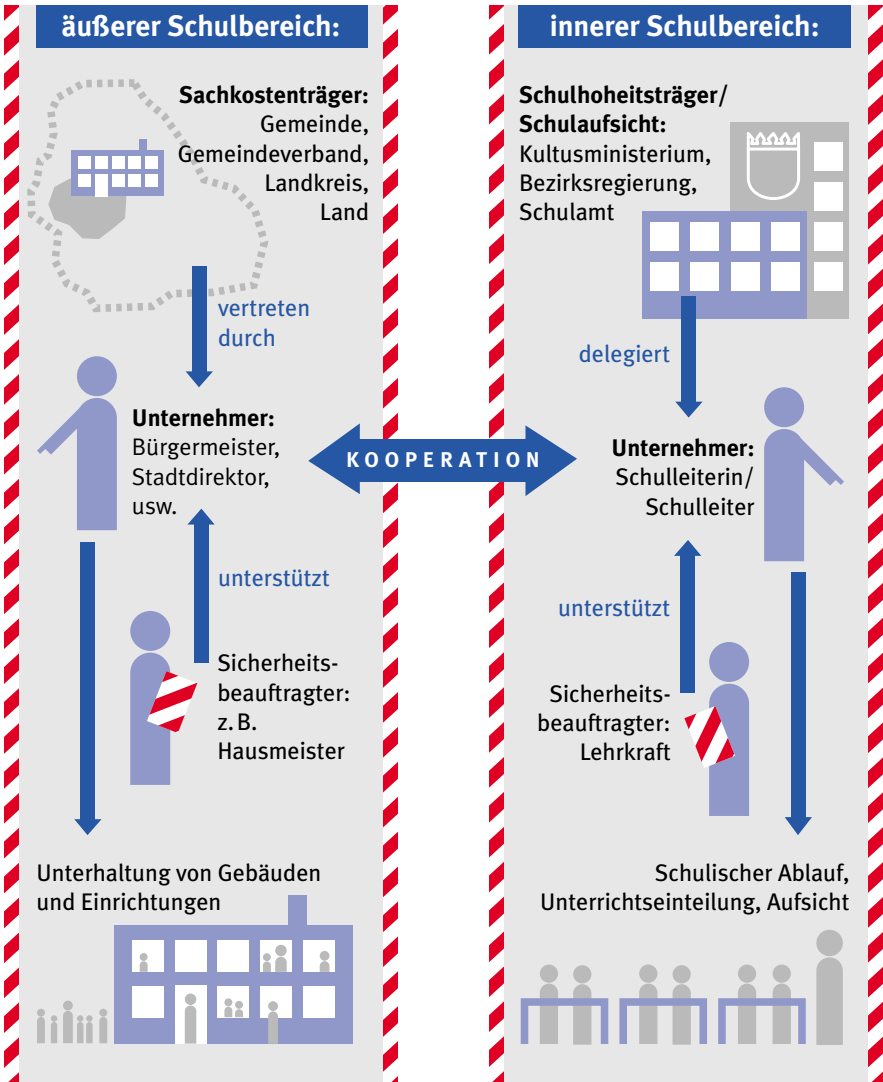 äußerer Schulbereich:
Sachkostenträger:
Gemeinde,
Gemeindeverband,
Landkreis,
Land
vertreten
durch
Unternehmer:
Bürgermeister,
Stadtdirektor,
usw.
unterstützt
Sicherheits-
beauftragter:
z. B.
Hausmeister
Unterhaltung von Gebäuden
und Einrichtungen
KOOPERATION
innerer Schulbereich:
Schulhoheitsträger/
Schulaufsicht:
Kultusministerium,
Bezirksregierung,
Schulamt
delegiert
Unternehmer:
Schulleiterin/
Schulleiter
unterstützt
Sicherheits-
beauftragter:
Lehrkraft
Schulischer Ablauf,
Unterrichtseinteilung, Aufsicht